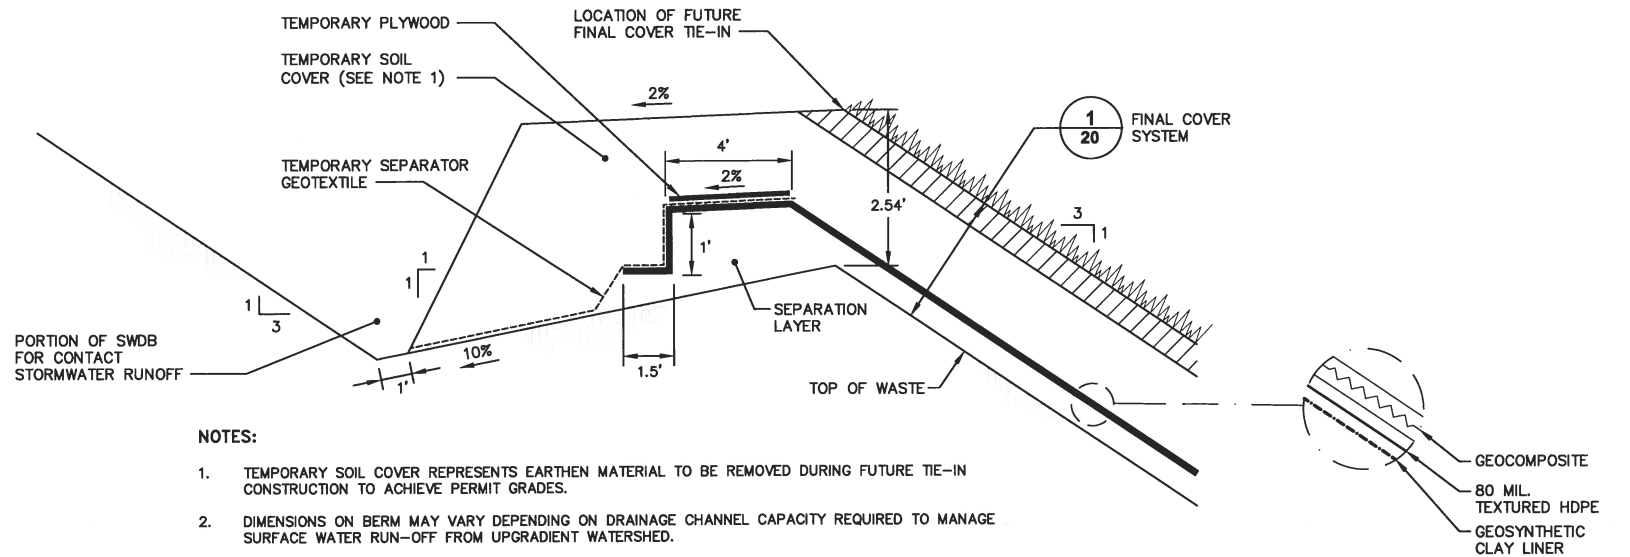 TEMPORARY PLYWOOD
LOCATION OF FUTURE
FINAL COVER TIE-IN
TEMPORARY SOIL
COVER (SEE NOTE 1)
2%
1
20
FINAL COVER
SYSTEM
4'
TEMPORARY SEPARATOR
GEOTEXTILE
2%
2.54'
3
1
1'
1
1
1
3
SEPARATION
LAYER
PORTION OF SWDB
FOR CONTACT
STORMWATER RUNOFF
10%
1'
1.5'
TOP OF WASTE
NOTES:
1. TEMPORARY SOIL COVER REPRESENTS EARTHEN MATERIAL TO BE REMOVED DURING FUTURE TIE-IN
CONSTRUCTION TO ACHIEVE PERMIT GRADES.
2. DIMENSIONS ON BERM MAY VARY DEPENDING ON DRAINAGE CHANNEL CAPACITY REQUIRED TO MANAGE
SURFACE WATER RUN-OFF FROM UPGRADIENT WATERSHED.
GEOCOMPOSITE
80 MIL.
TEXTURED HDPE
GEOSYNTHETIC
CLAY LINER